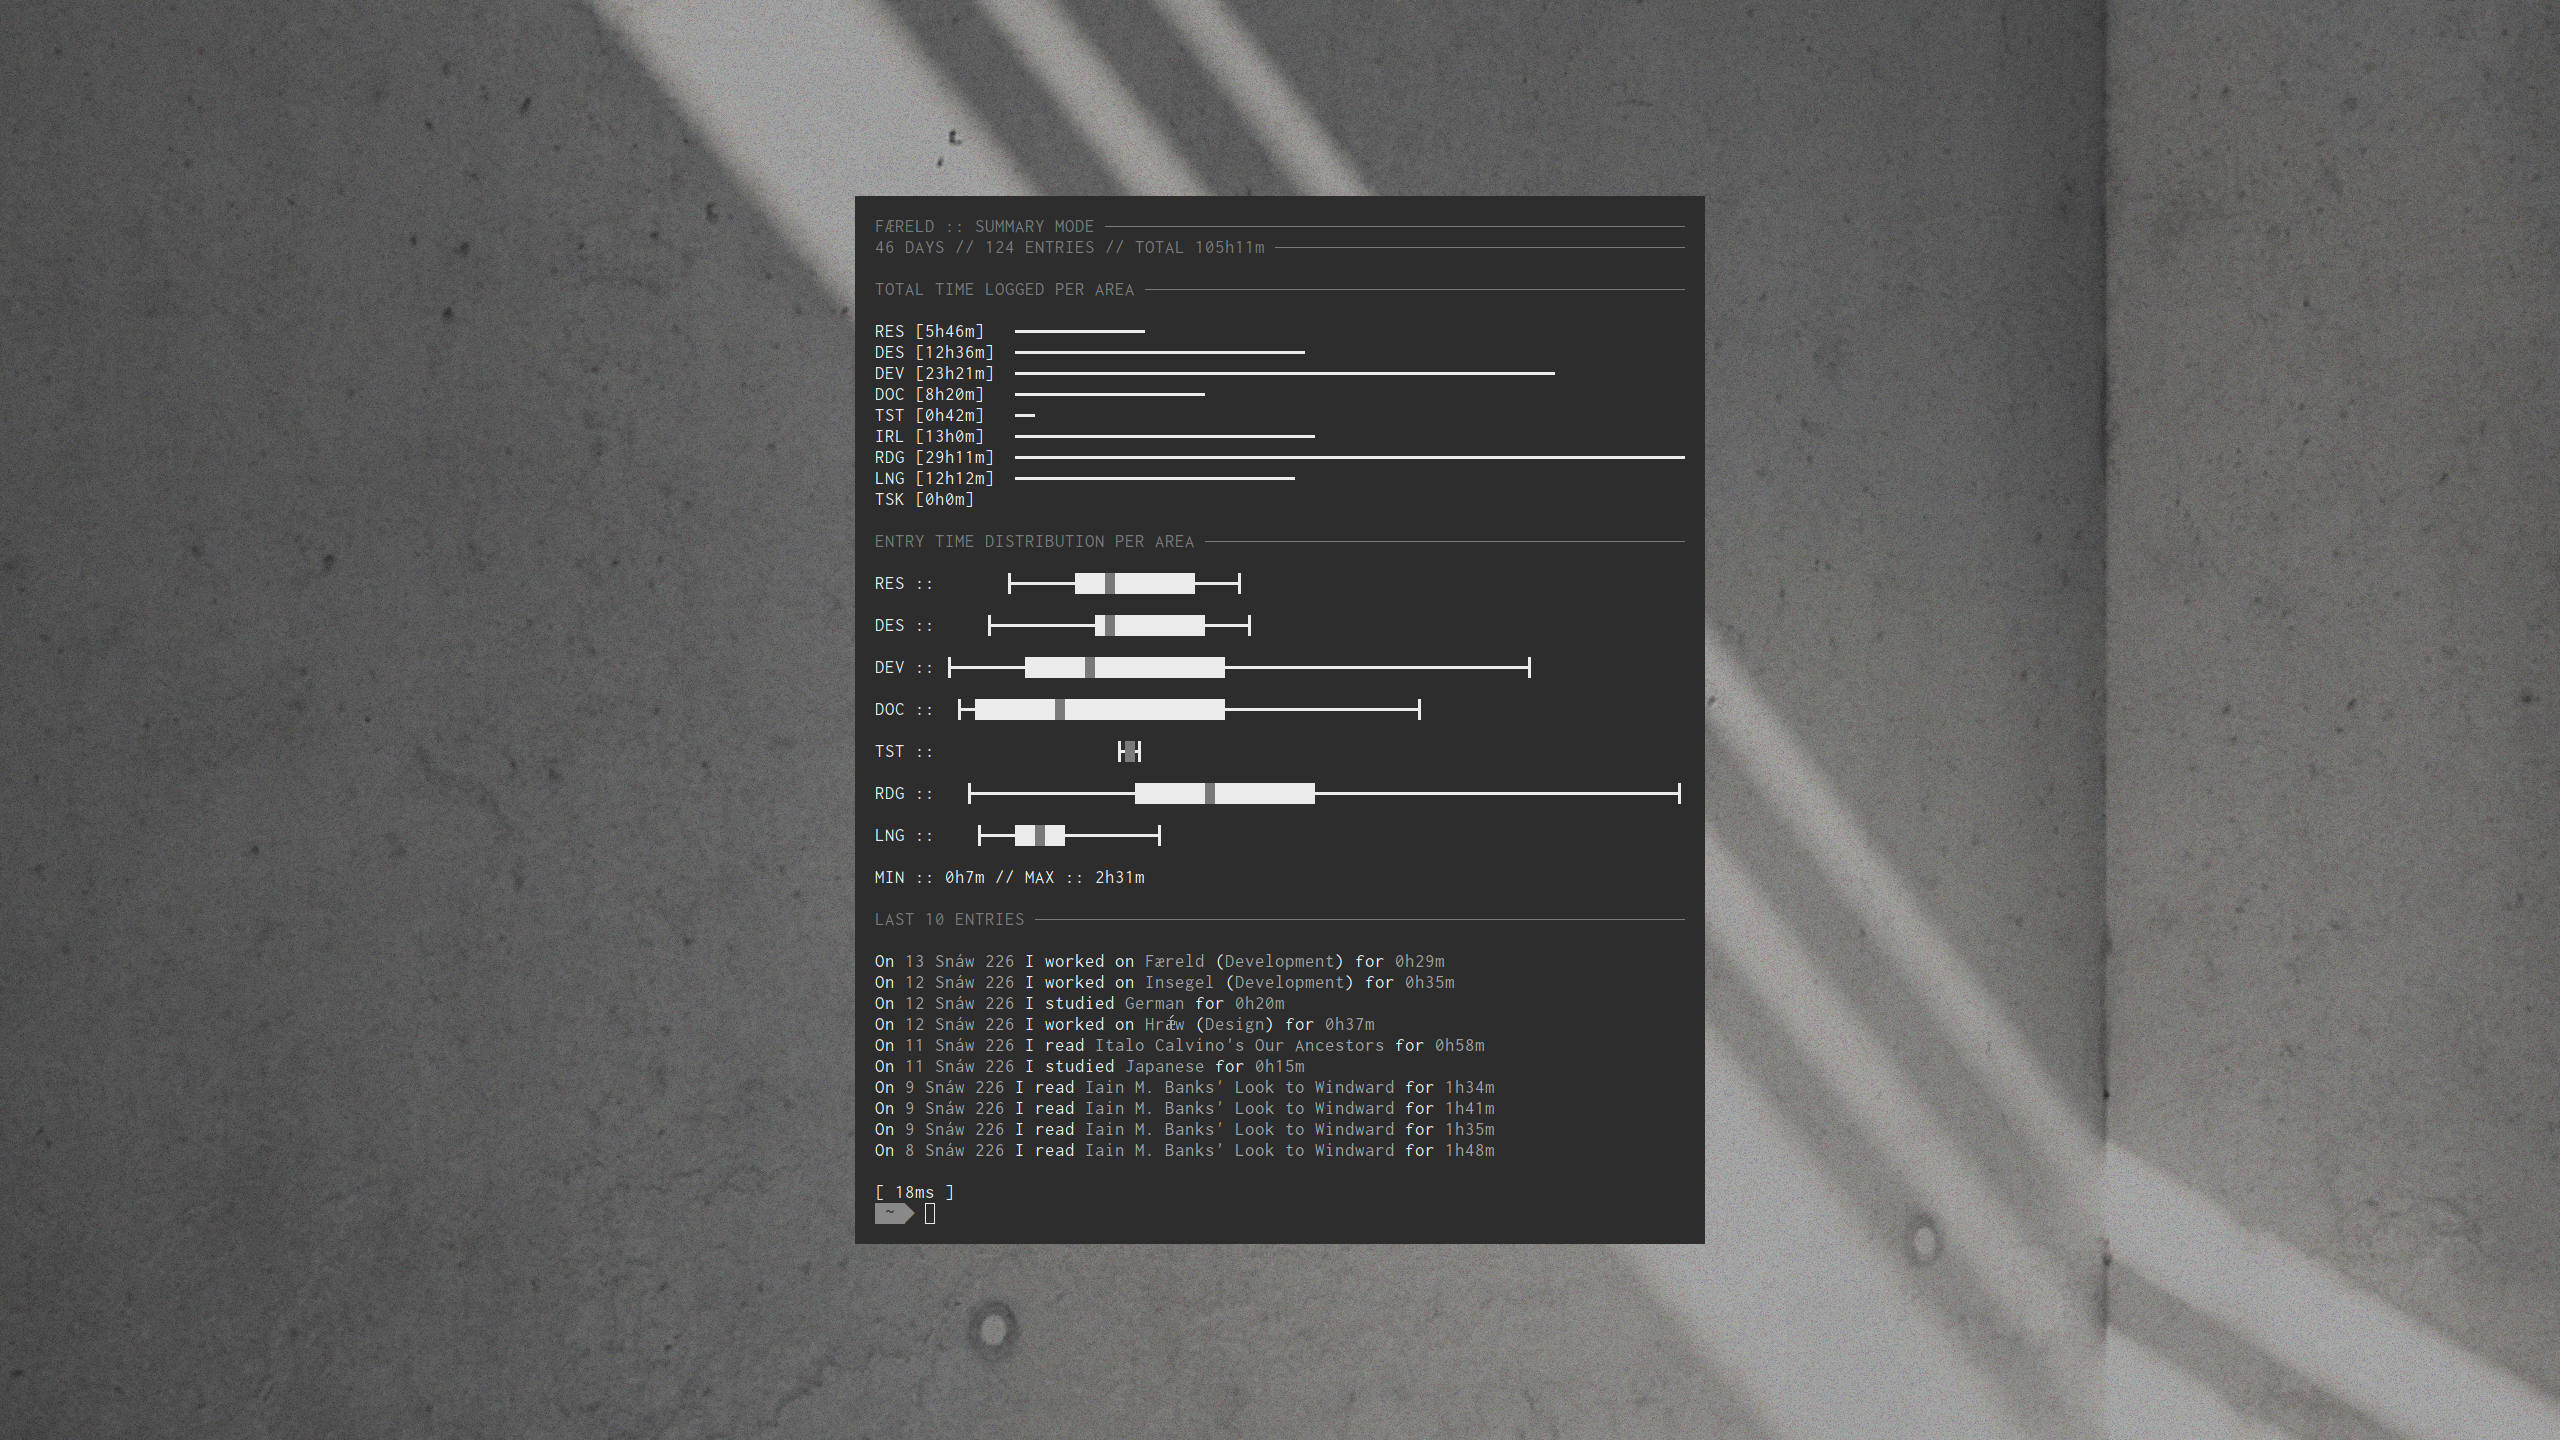 FÆRELD :: SUMMARY MODE
46 DAYS // 124 ENTRIES // TOTAL 105h11m
TOTAL TIME LOGGED PER AREA
RES [5h46m]
DES [12h36m]
DEV [23h21m]
DOC [8h20m]
TST [0h42m]
IRL [13h0m]
RDG [29h11m]
LNG [12h12m]
TSK [0h0m]
ENTRY TIME DISTRIBUTION PER AREA
RES ::
DES ::
DEV ::
DOC ::
TST ::
RDG ::
LNG ::
MIN :: 0h7m // MAX :: 2h31m
LAST 10 ENTRIES
On 13 Snáw 226 I worked on Færeld (Development) for 0h29m
On 12 Snáw 226 I worked on Insegel (Development) for 0h35m
On 12 Snáw 226 I studied German for 0h20m
On 12 Snáw 226 I worked on Hrǽw (Design) for 0h37m
On 11 Snáw 226 I read Italo Calvino's Our Ancestors for 0h58m
On 11 Snáw 226 I studied Japanese for 0h15m
On 9 Snáw 226 I read Iain M. Banks' Look to Windward for 1h34m
On 9 Snáw 226 I read Iain M. Banks' Look to Windward for 1h41m
On 9 Snáw 226 I read Iain M. Banks' Look to Windward for 1h35m
On 8 Snáw 226 I read Iain M. Banks' Look to Windward for 1h48m
[ 18ms ]
~